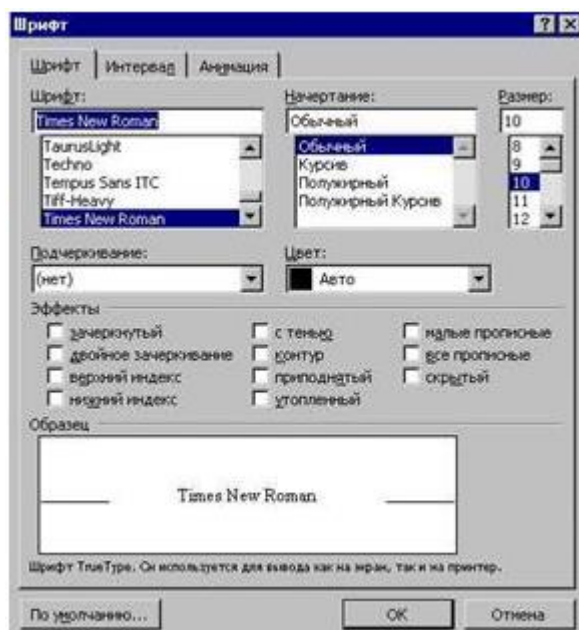 Шрифт
Шрифт Интервал Анимация
Шрифт: Начертание: Размер:
Times New Roman Обычный 10
TaurusLight Обычный 8
Techno Курсив 9
Tempus Sans ITC Полужирный 10
Tiff-Heavy Полужирный Курсив 11
Times New Roman 12
Подчеркивание: Цвет:
(нет) Авто
Эффекты
зачеркнутый с тенью малые прописные
двойное зачеркивание контур все прописные
верхний индекс приподнятый скрытый
нижний индекс утопленный
Образец
Times New Roman
Шрифт TrueType. Он используется для вывода как на экран, так и на принтер.
По умолчанию... ОК Отмена